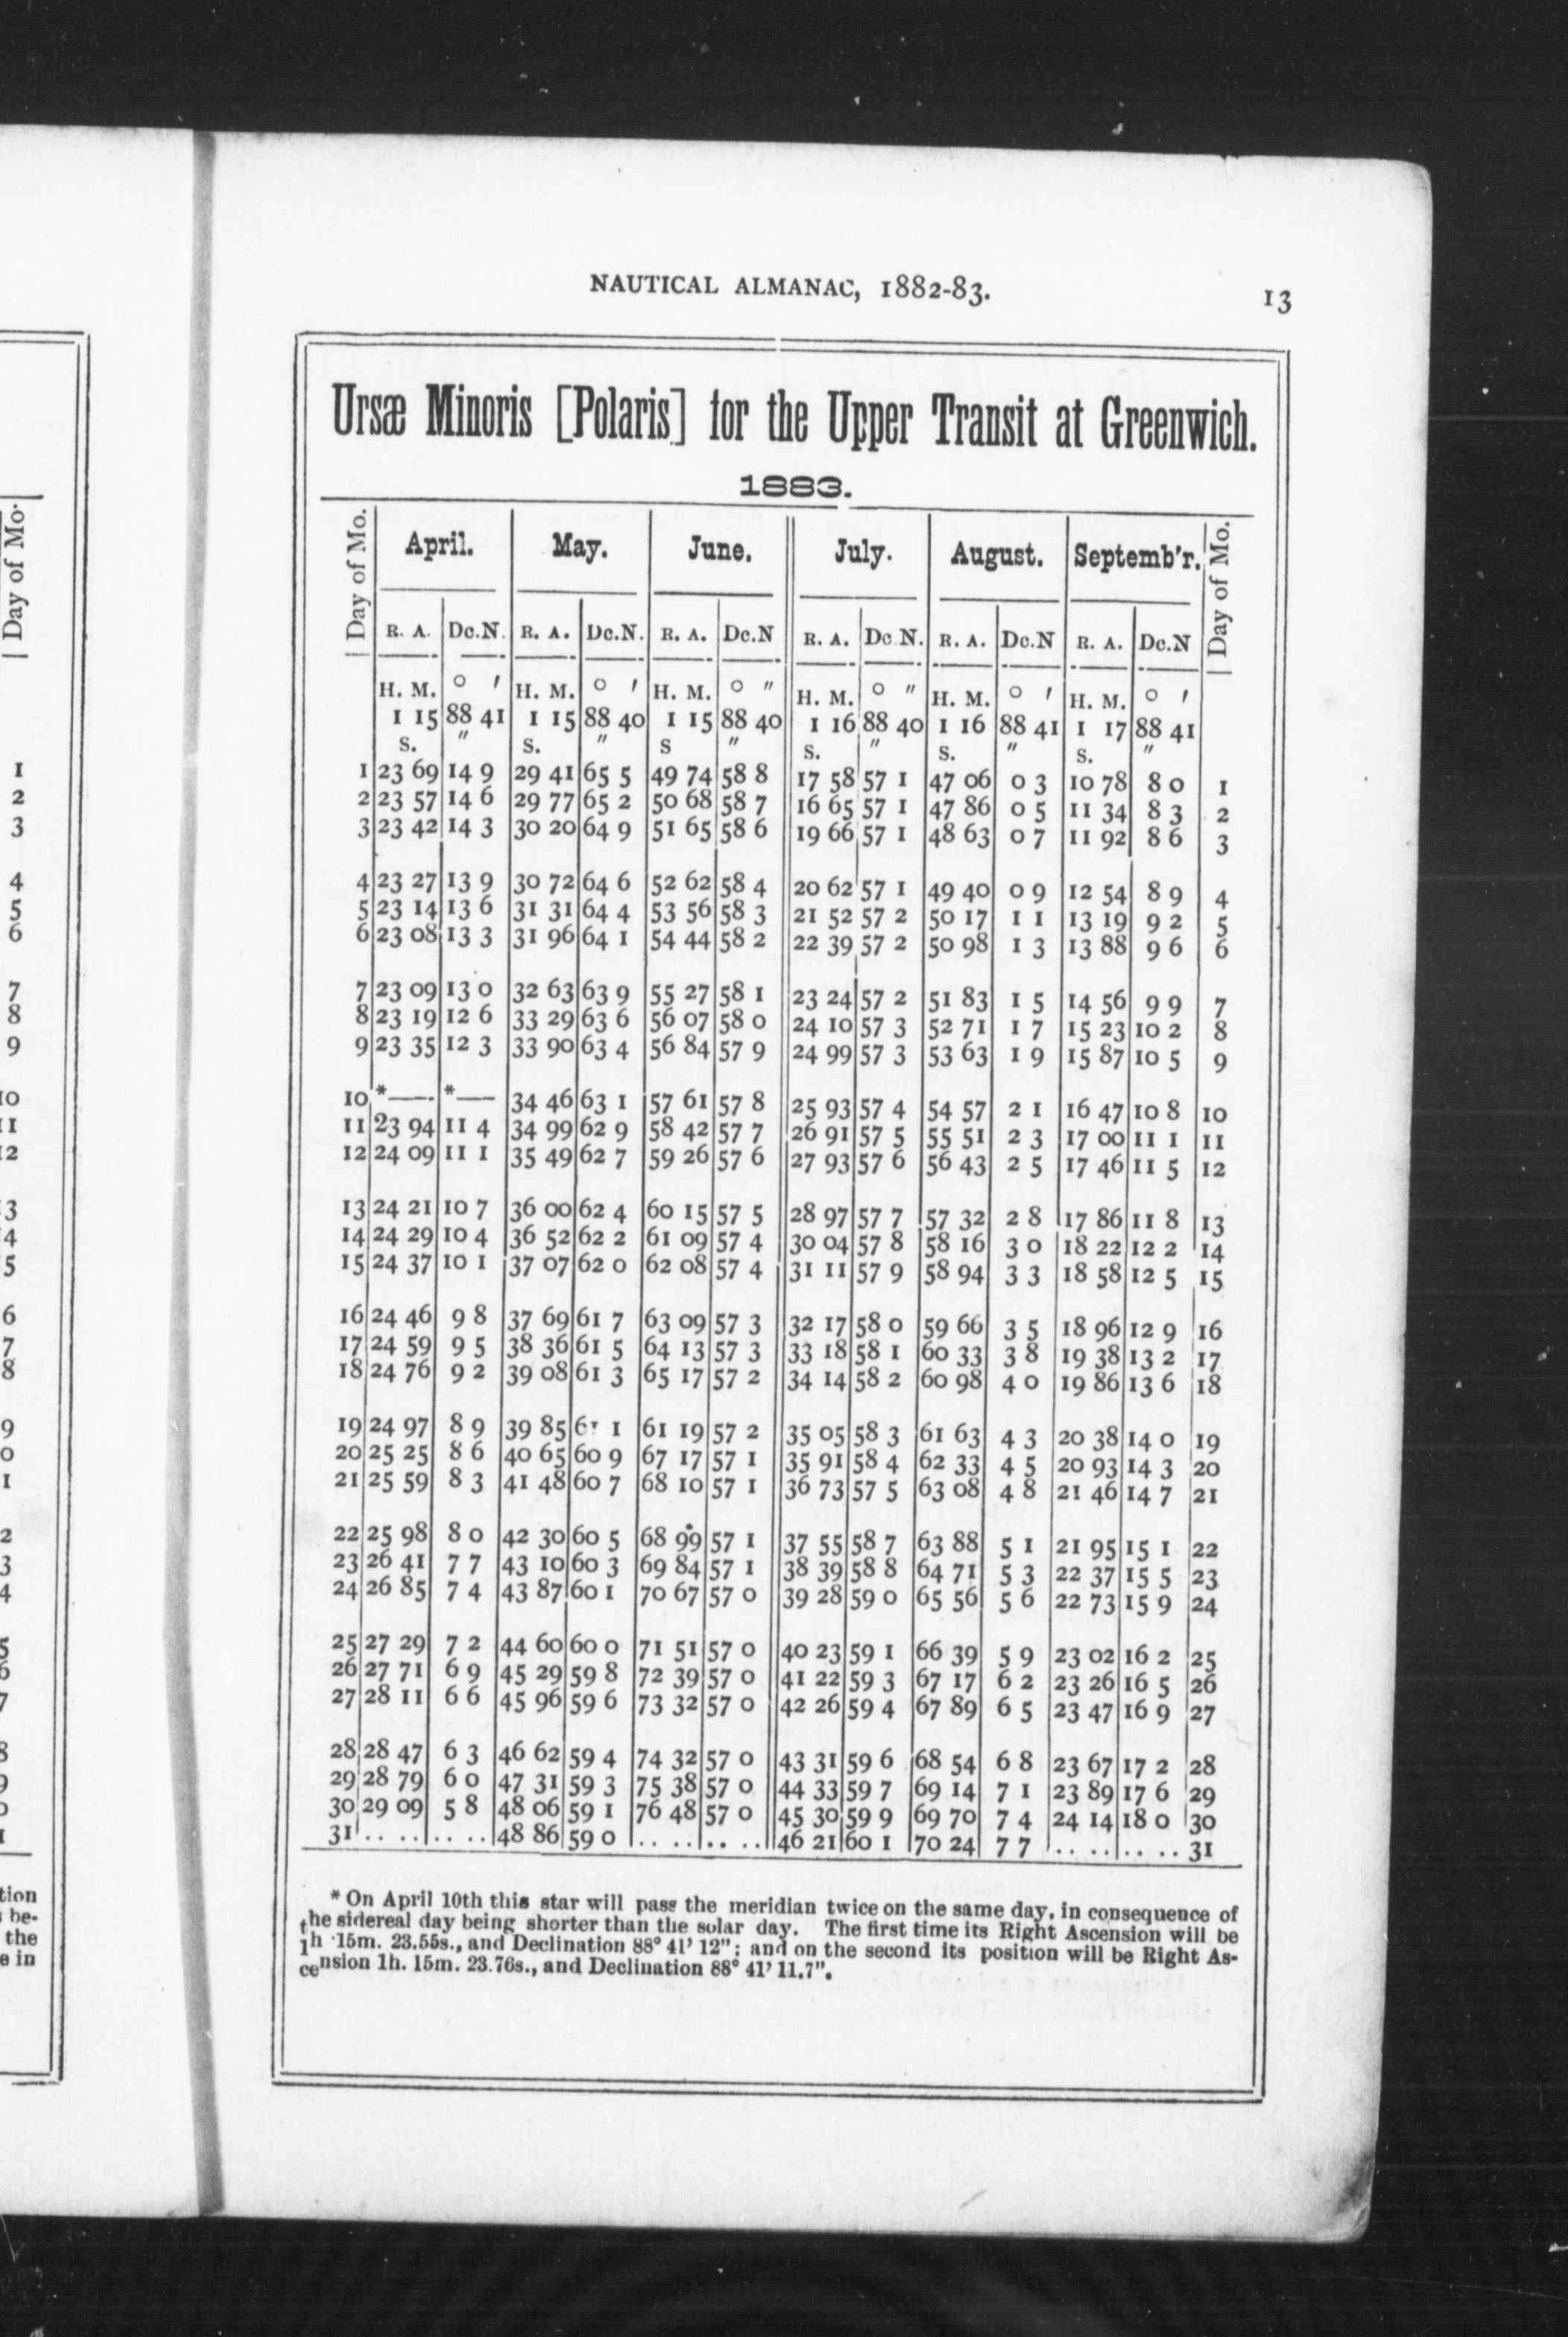 NAUTICAL ALMANAC, 1882-83. 13
Ursæ Minoris [Polaris] for the Upper Transit at Greenwich.
1883.
Day of Mo. April. May. June. July. August. Septemb'r. Day of Mo.
R. A. Dc.N. R. A. Dc.N. R. A. Dc.N R. A. Dc.N. R. A. Dc.N R. A. Dc.N
H. M. ° ′ H. M. ° ′ H. M. ° ″ H. M. ° ″ H. M. ° ′ H. M. ° ′
1 15 88 41 1 15 88 40 1 15 88 40 1 16 88 40 1 16 88 41 1 17 88 41
s. ″ s. ″ s ″ s. ″ s. ″ s. ″
1 23 69 14 9 29 41 65 5 49 74 58 8 17 58 57 1 47 06 0 3 10 78 8 0 1
2 23 57 14 6 29 77 65 2 50 68 58 7 16 65 57 1 47 86 0 5 11 34 8 3 2
3 23 42 14 3 30 20 64 9 51 65 58 6 19 66 57 1 48 63 0 7 11 92 8 6 3
4 23 27 13 9 30 72 64 6 52 62 58 4 20 62 57 1 49 40 0 9 12 54 8 9 4
5 23 14 13 6 31 31 64 4 53 56 58 3 21 52 57 2 50 17 1 1 13 19 9 2 5
6 23 08 13 3 31 96 64 1 54 44 58 2 22 39 57 2 50 98 1 3 13 88 9 6 6
7 23 09 13 0 32 63 63 9 55 27 58 1 23 24 57 2 51 83 1 5 14 56 9 9 7
8 23 19 12 6 33 29 63 6 56 07 58 0 24 10 57 3 52 71 1 7 15 23 10 2 8
9 23 35 12 3 33 90 63 4 56 84 57 9 24 99 57 3 53 63 1 9 15 87 10 5 9
10 *—— *—— 34 46 63 1 57 61 57 8 25 93 57 4 54 57 2 1 16 47 10 8 10
11 23 94 11 4 34 99 62 9 58 42 57 7 26 91 57 5 55 51 2 3 17 00 11 1 11
12 24 09 11 1 35 49 62 7 59 26 57 6 27 93 57 6 56 43 2 5 17 46 11 5 12
13 24 21 10 7 36 00 62 4 60 15 57 5 28 97 57 7 57 32 2 8 17 86 11 8 13
14 24 29 10 4 36 52 62 2 61 09 57 4 30 04 57 8 58 16 3 0 18 22 12 2 14
15 24 37 10 1 37 07 62 0 62 08 57 4 31 11 57 9 58 94 3 3 18 58 12 5 15
16 24 46 9 8 37 69 61 7 63 09 57 3 32 17 58 0 59 66 3 5 18 96 12 9 16
17 24 59 9 5 38 36 61 5 64 13 57 3 33 18 58 1 60 33 3 8 19 38 13 2 17
18 24 76 9 2 39 08 61 3 65 17 57 2 34 14 58 2 60 98 4 0 19 86 13 6 18
19 24 97 8 9 39 85 61 1 61 19 57 2 35 05 58 3 61 63 4 3 20 38 14 0 19
20 25 25 8 6 40 65 60 9 67 17 57 1 35 91 58 4 62 33 4 5 20 93 14 3 20
21 25 59 8 3 41 48 60 7 68 10 57 1 36 73 57 5 63 08 4 8 21 46 14 7 21
22 25 98 8 0 42 30 60 5 68 99 57 1 37 55 58 7 63 88 5 1 21 95 15 1 22
23 26 41 7 7 43 10 60 3 69 84 57 1 38 39 58 8 64 71 5 3 22 37 15 5 23
24 26 85 7 4 43 87 60 1 70 67 57 0 39 28 59 0 65 56 5 6 22 73 15 9 24
25 27 29 7 2 44 60 60 0 71 51 57 0 40 23 59 1 66 39 5 9 23 02 16 2 25
26 27 71 6 9 45 29 59 8 72 39 57 0 41 22 59 3 67 17 6 2 23 26 16 5 26
27 28 11 6 6 45 96 59 6 73 32 57 0 42 26 59 4 67 89 6 5 23 47 16 9 27
28 28 47 6 3 46 62 59 4 74 32 57 0 43 31 59 6 68 54 6 8 23 67 17 2 28
29 28 79 6 0 47 31 59 3 75 38 57 0 44 33 59 7 69 14 7 1 23 89 17 6 29
30 29 09 5 8 48 06 59 1 76 48 57 0 45 30 59 9 69 70 7 4 24 14 18 0 30
31 .. .. .. .. 48 86 59 0 .. .. .. .. 46 21 60 1 70 24 7 7 .. .. .. .. 31
* On April 10th this star will pass the meridian twice on the same day, in consequence of
the sidereal day being shorter than the solar day. The first time its Right Ascension will be
1h 15m. 23.55s., and Declination 88° 41' 12"; and on the second its position will be Right As-
cension 1h. 15m. 23.76s., and Declination 88° 41' 11.7".